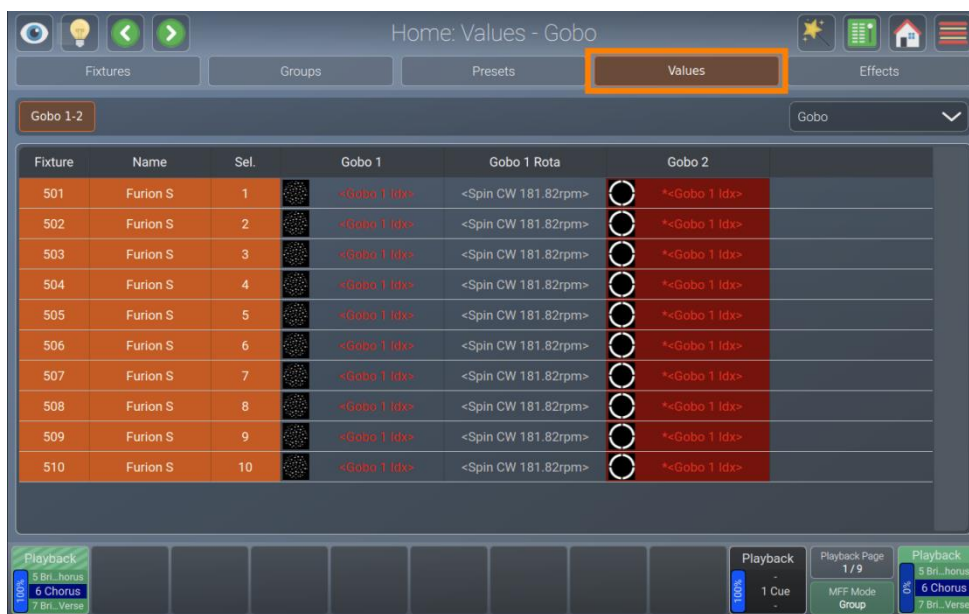 Home: Values - Gobo
Fixtures Groups Presets Values Effects
Gobo 1-2 Gobo
Fixture Name Sel. Gobo 1 Gobo 1 Rota Gobo 2
501 Furion S 1 <Gobo 1 Idx> <Spin CW 181.82rpm> *<Gobo 1 Idx>
502 Furion S 2 <Gobo 1 Idx> <Spin CW 181.82rpm> *<Gobo 1 Idx>
503 Furion S 3 <Gobo 1 Idx> <Spin CW 181.82rpm> *<Gobo 1 Idx>
504 Furion S 4 <Gobo 1 Idx> <Spin CW 181.82rpm> *<Gobo 1 Idx>
505 Furion S 5 <Gobo 1 Idx> <Spin CW 181.82rpm> *<Gobo 1 Idx>
506 Furion S 6 <Gobo 1 Idx> <Spin CW 181.82rpm> *<Gobo 1 Idx>
507 Furion S 7 <Gobo 1 Idx> <Spin CW 181.82rpm> *<Gobo 1 Idx>
508 Furion S 8 <Gobo 1 Idx> <Spin CW 181.82rpm> *<Gobo 1 Idx>
509 Furion S 9 <Gobo 1 Idx> <Spin CW 181.82rpm> *<Gobo 1 Idx>
510 Furion S 10 <Gobo 1 Idx> <Spin CW 181.82rpm> *<Gobo 1 Idx>
Playback
100%
5 Bri...horus
6 Chorus
7 Bri...Verse
Playback
100%
-
1 Cue
-
Playback Page
1/9
MFF Mode
Group
Playback
0%
5 Bri...horus
6 Chorus
7 Bri...Verse